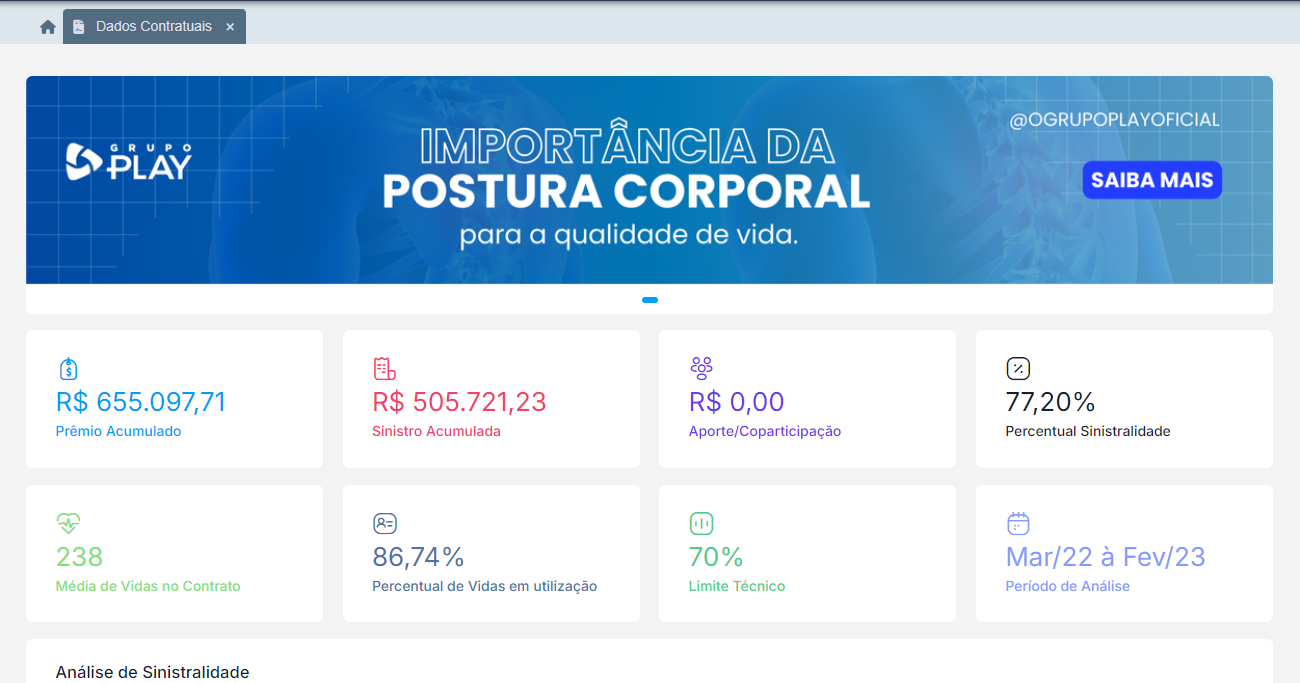 Dados Contratuais ×
GRUPO
PLAY
IMPORTÂNCIA DA
POSTURA CORPORAL
para a qualidade de vida.
@OGRUPOPLAYOFICIAL
SAIBA MAIS
R$ 655.097,71
Prêmio Acumulado
R$ 505.721,23
Sinistro Acumulada
R$ 0,00
Aporte/Coparticipação
77,20%
Percentual Sinistralidade
238
Média de Vidas no Contrato
86,74%
Percentual de Vidas em utilização
70%
Limite Técnico
Mar/22 à Fev/23
Período de Análise
Análise de Sinistralidade